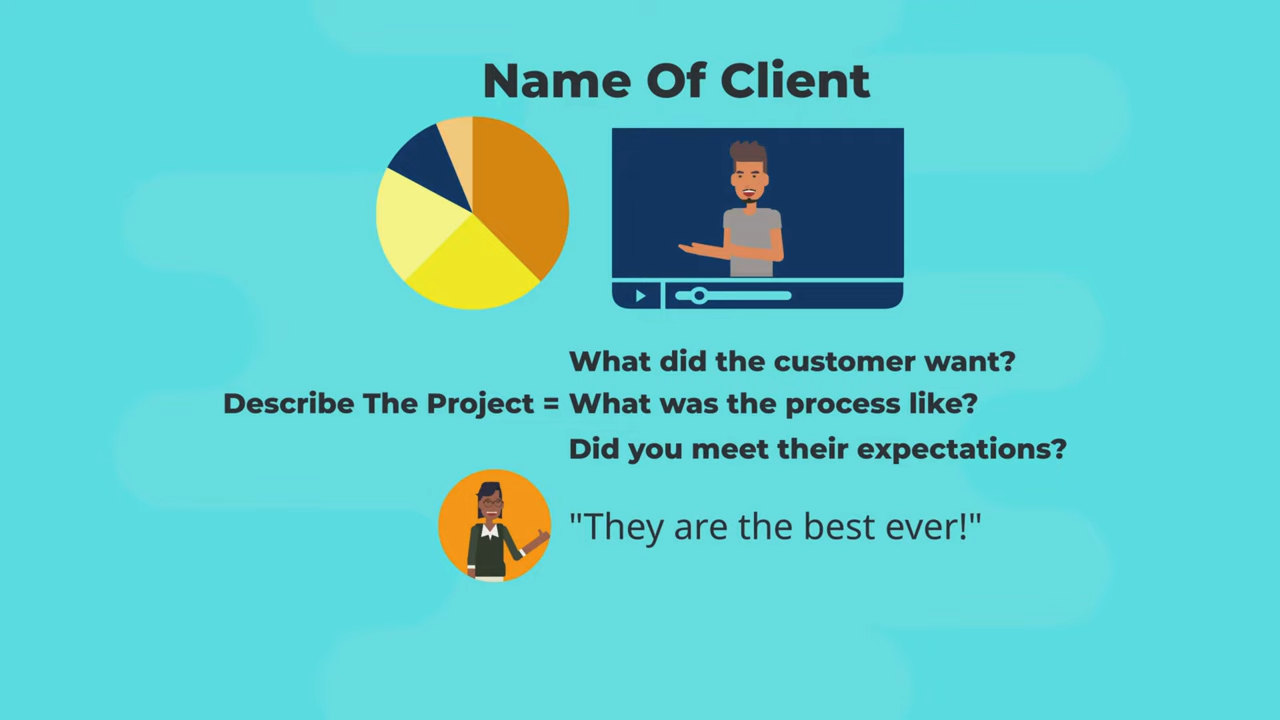 Name Of Client
What did the customer want?
Describe The Project = What was the process like?
Did you meet their expectations?
"They are the best ever!"